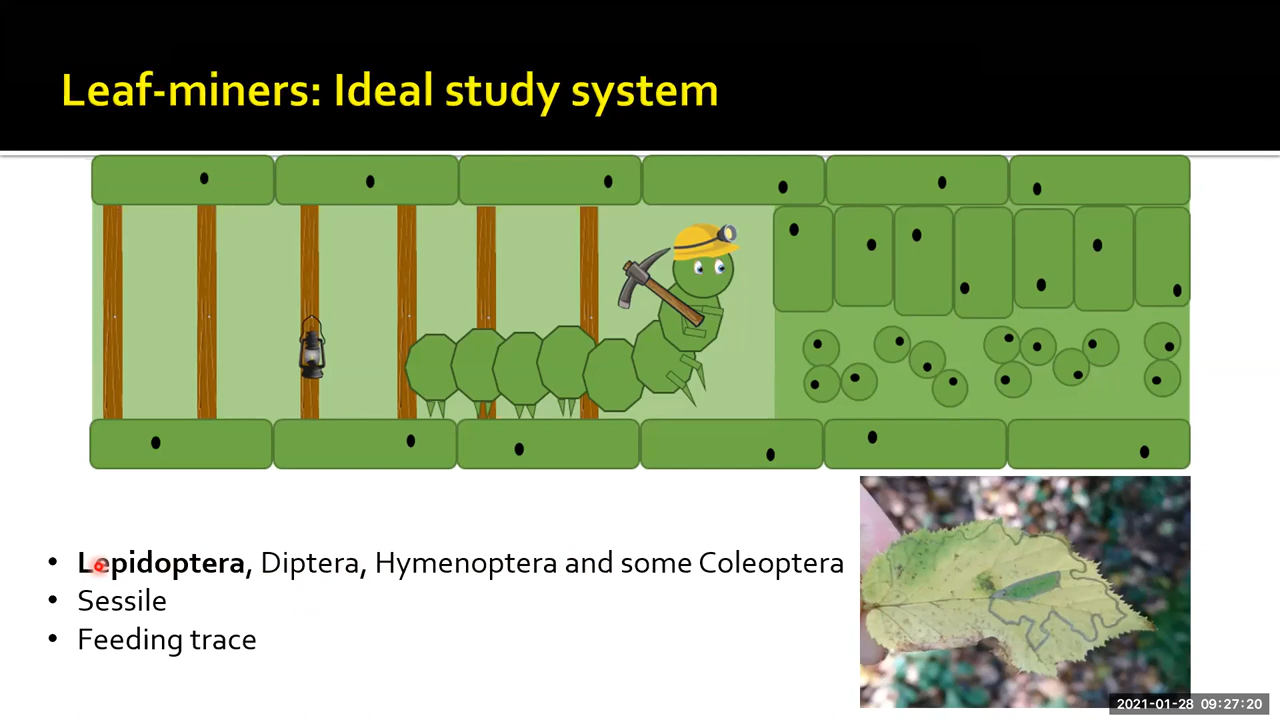 Leaf-miners: Ideal study system
• Lepidoptera, Diptera, Hymenoptera and some Coleoptera
• Sessile
• Feeding trace
2021-01-28 09:27:20